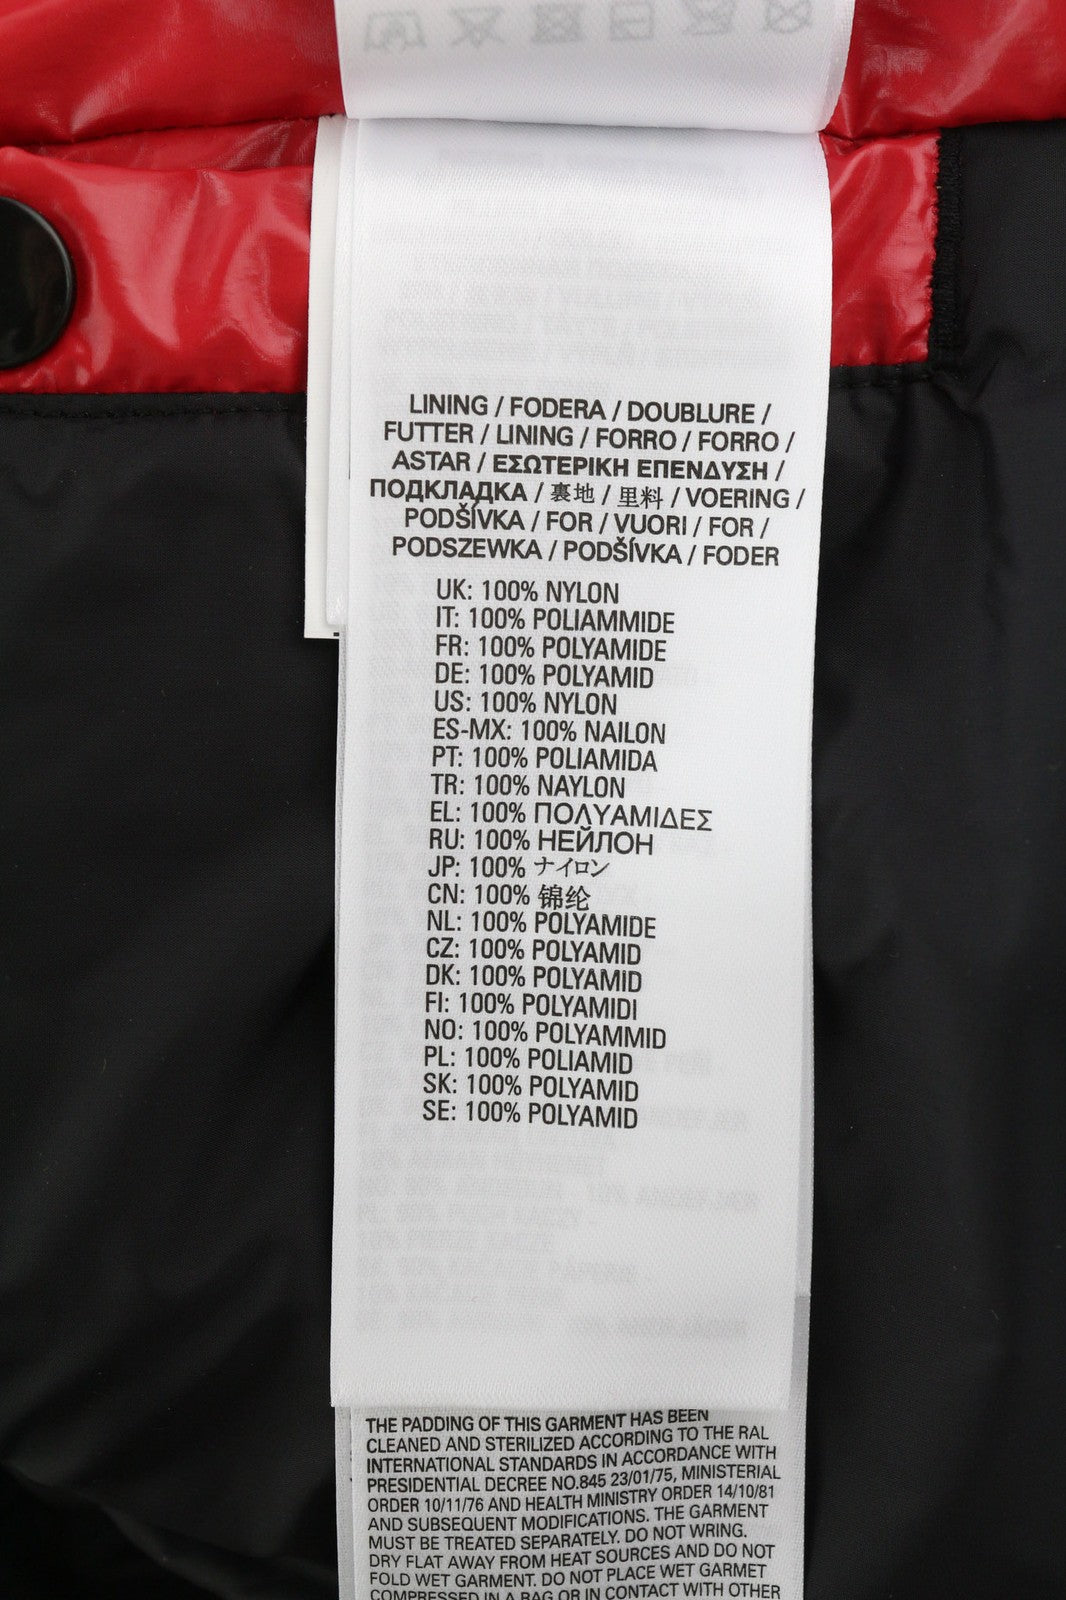 LINING / FODERA / DOUBLURE /
FUTTER / LINING / FORRO / FORRO /
ASTAR / ΕΣΩΤΕΡΙΚΗ ΕΠΕΝΔΥΣΗ /
ПОДКЛАДКА / 裏地 / 里料 / VOERING /
PODŠÍVKA / FOR / VUORI / FOR /
PODSZEWKA / PODŠÍVKA / FODER
UK: 100% NYLON
IT: 100% POLIAMMIDE
FR: 100% POLYAMIDE
DE: 100% POLYAMID
US: 100% NYLON
ES-MX: 100% NAILON
PT: 100% POLIAMIDA
TR: 100% NAYLON
EL: 100% ΠΟΛΥΑΜΙΔΕΣ
RU: 100% НЕЙЛОН
JP: 100% ナイロン
CN: 100% 锦纶
NL: 100% POLYAMIDE
CZ: 100% POLYAMID
DK: 100% POLYAMID
FI: 100% POLYAMIDI
NO: 100% POLYAMMID
PL: 100% POLIAMID
SK: 100% POLYAMID
SE: 100% POLYAMID
THE PADDING OF THIS GARMENT HAS BEEN
CLEANED AND STERILIZED ACCORDING TO THE RAL
INTERNATIONAL STANDARDS IN ACCORDANCE WITH
PRESIDENTIAL DECREE NO.845 23/01/75, MINISTERIAL
ORDER 10/11/76 AND HEALTH MINISTRY ORDER 14/10/81
AND SUBSEQUENT MODIFICATIONS. THE GARMENT
MUST BE TREATED SEPARATELY. DO NOT WRING.
DRY FLAT AWAY FROM HEAT SOURCES AND DO NOT
FOLD WET GARMENT. DO NOT PLACE WET GARMET
COMPRESSED IN A BAG OR IN CONTACT WITH OTHER